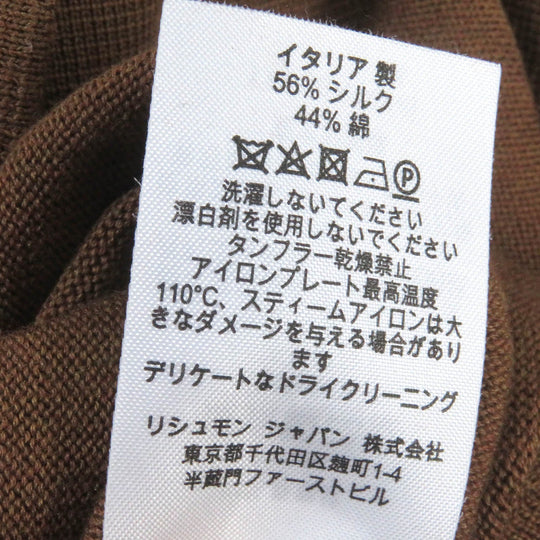 イタリア 製
56% シルク
44% 綿
P
洗濯しないでください
漂白剤を使用しないでください
タンブラー乾燥禁止
アイロンプレート最高温度
110°C、スティームアイロンは大
きなダメージを与える場合があり
ます
デリケートなドライクリーニング
リシュモン ジャパン 株式会社
東京都千代田区麹町1-4
半蔵門ファーストビル